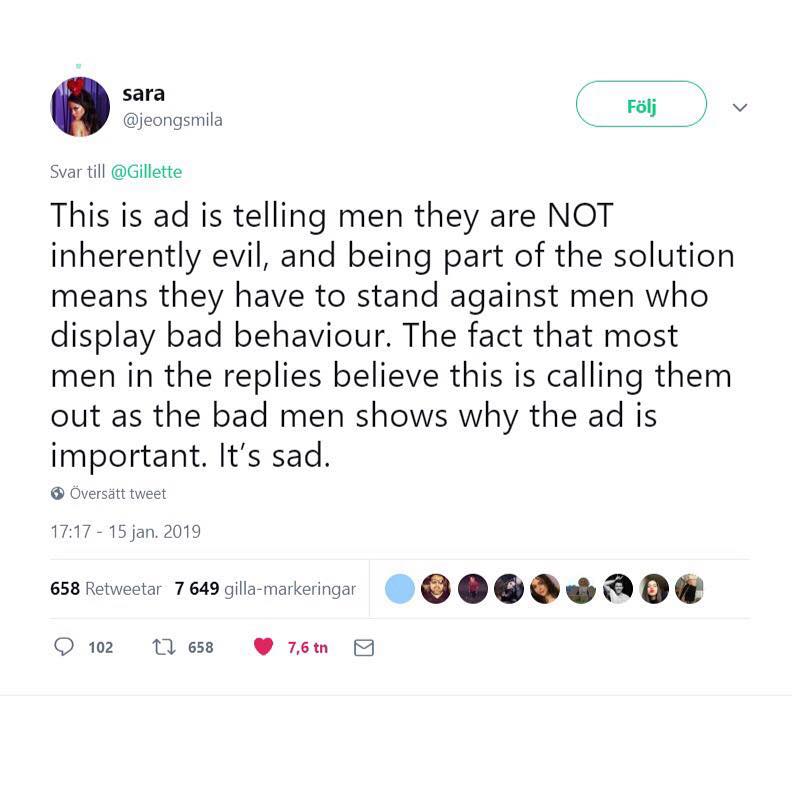 sara
@jeongsmila
Följ
Svar till @Gillette
This is ad is telling men they are NOT
inherently evil, and being part of the solution
means they have to stand against men who
display bad behaviour. The fact that most
men in the replies believe this is calling them
out as the bad men shows why the ad is
important. It’s sad.
Översätt tweet
17:17 - 15 jan. 2019
658 Retweetar 7 649 gilla-markeringar
102 658 7,6 tn